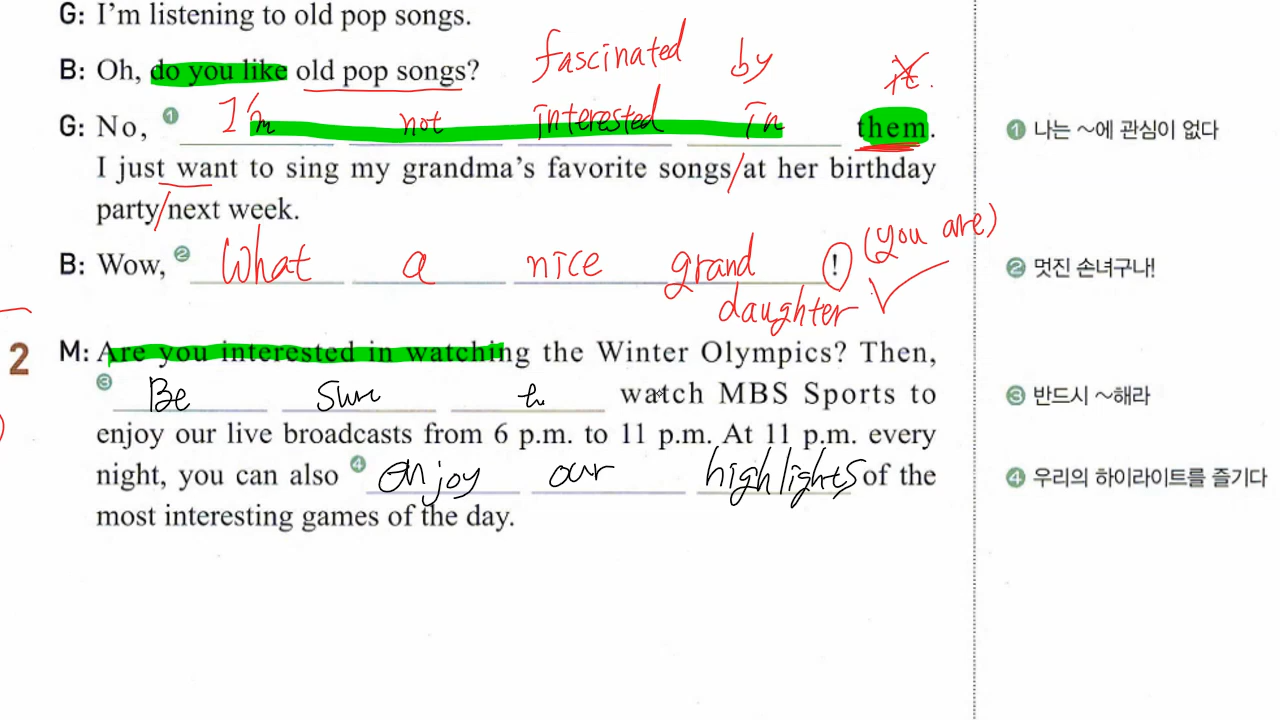 G: I'm listening to old pop songs.
fascinated by it.
B: Oh, do you like old pop songs?
G: No, ❶ I'm not interested in them. ❶ 나는 ~에 관심이 없다
I just want to sing my grandma's favorite songs/at her birthday
party/next week.
(you are)
B: Wow, ❷ What a nice grand ! ❷ 멋진 손녀구나!
daughter
2 M: Are you interested in watching the Winter Olympics? Then,
❸ Be sure to watch MBS Sports to ❸ 반드시 ~해라
enjoy our live broadcasts from 6 p.m. to 11 p.m. At 11 p.m. every
night, you can also ❹ enjoy our highlights of the ❹ 우리의 하이라이트를 즐기다
most interesting games of the day.